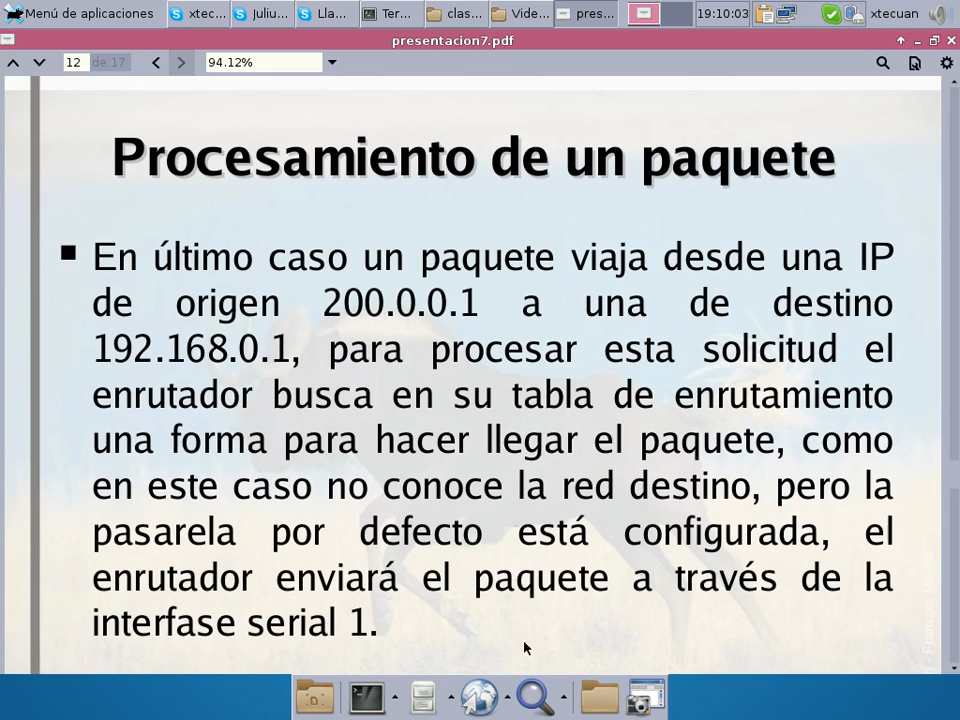 Menú de aplicaciones xtec... Juliu... Lla... Ter... clas... Vide... pres... 19:10:03 xtecuan
presentacion7.pdf
12 de 17 94.12%
Procesamiento de un paquete
En último caso un paquete viaja desde una IP
de origen 200.0.0.1 a una de destino
192.168.0.1, para procesar esta solicitud el
enrutador busca en su tabla de enrutamiento
una forma para hacer llegar el paquete, como
en este caso no conoce la red destino, pero la
pasarela por defecto está configurada, el
enrutador enviará el paquete a través de la
interfase serial 1.